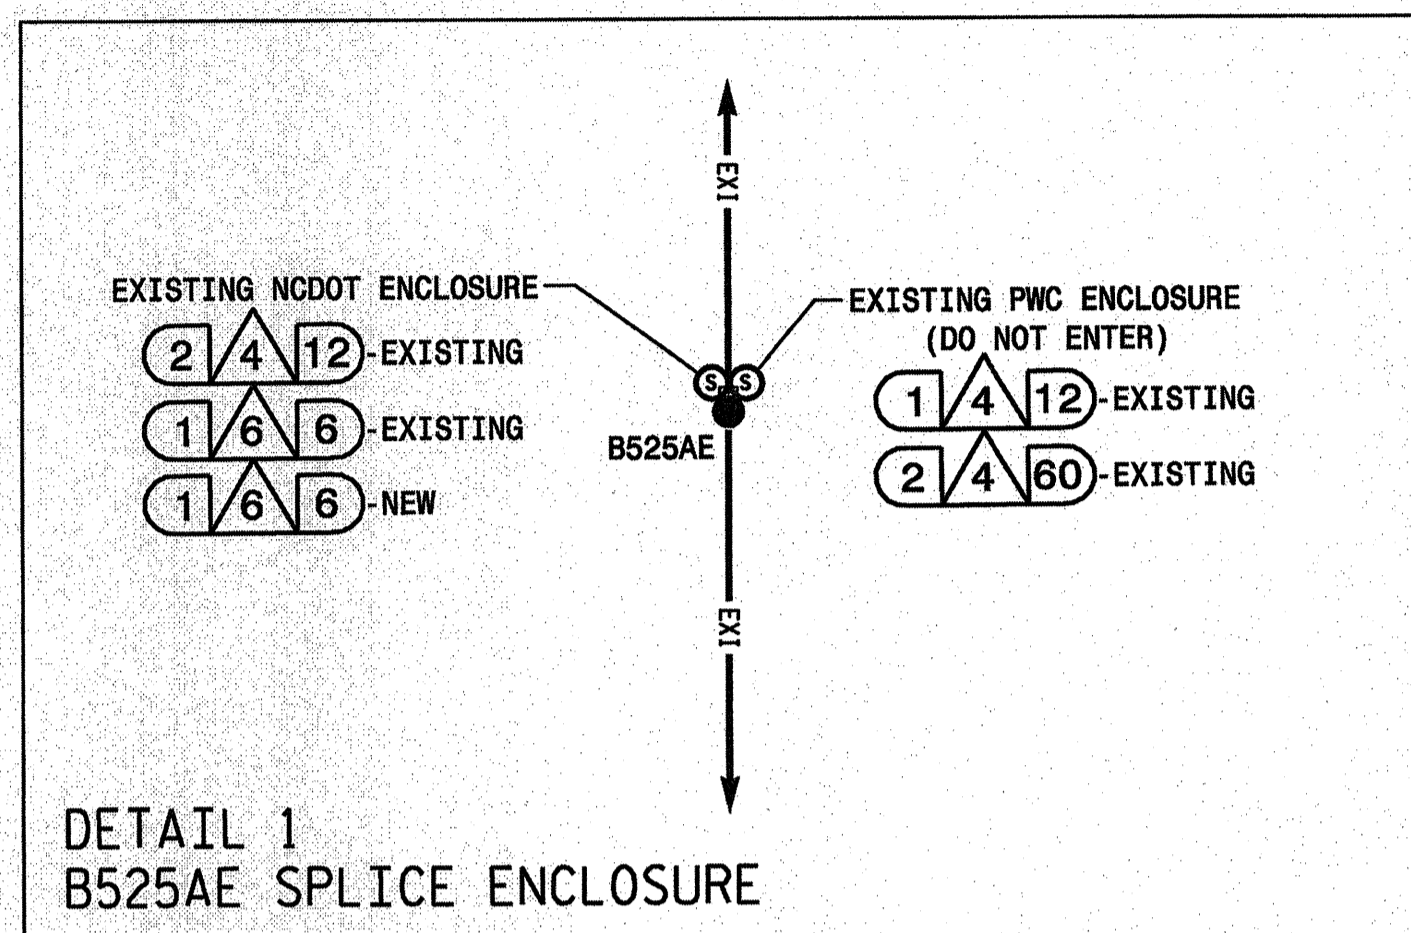 EXI
EXISTING NCDOT ENCLOSURE
2 4 12 -EXISTING
1 6 6 -EXISTING
1 6 6 -NEW
EXISTING PWC ENCLOSURE
(DO NOT ENTER)
1 4 12 -EXISTING
2 4 60 -EXISTING
S S
B525AE
EXI
DETAIL 1
B525AE SPLICE ENCLOSURE